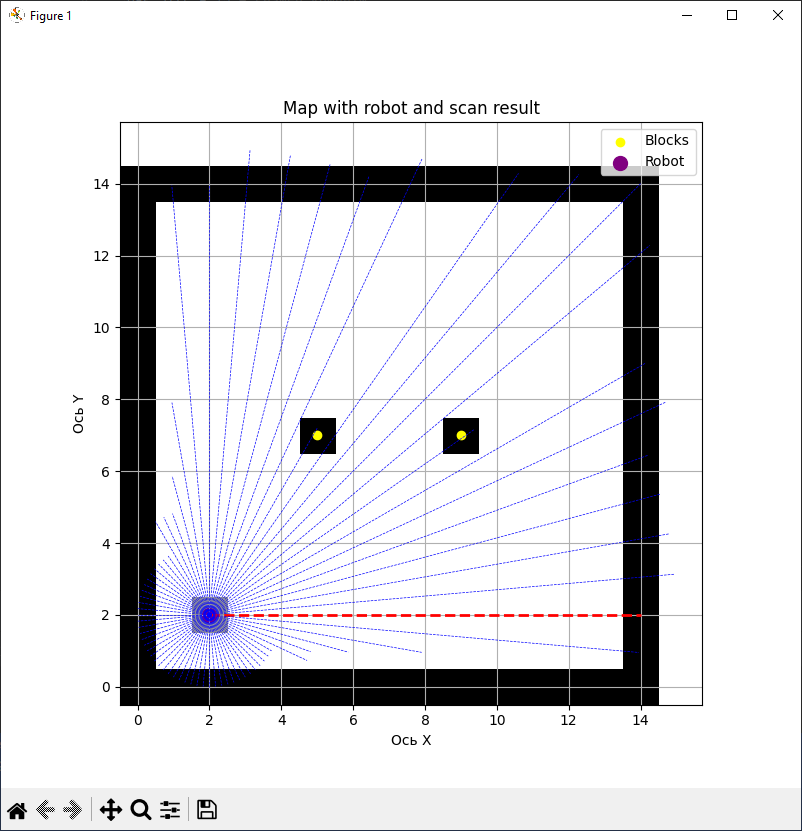 Figure 1
Map with robot and scan result
Blocks
Robot
14
12
10
8
6
4
2
0
Ось Y
0 2 4 6 8 10 12 14
Ось X